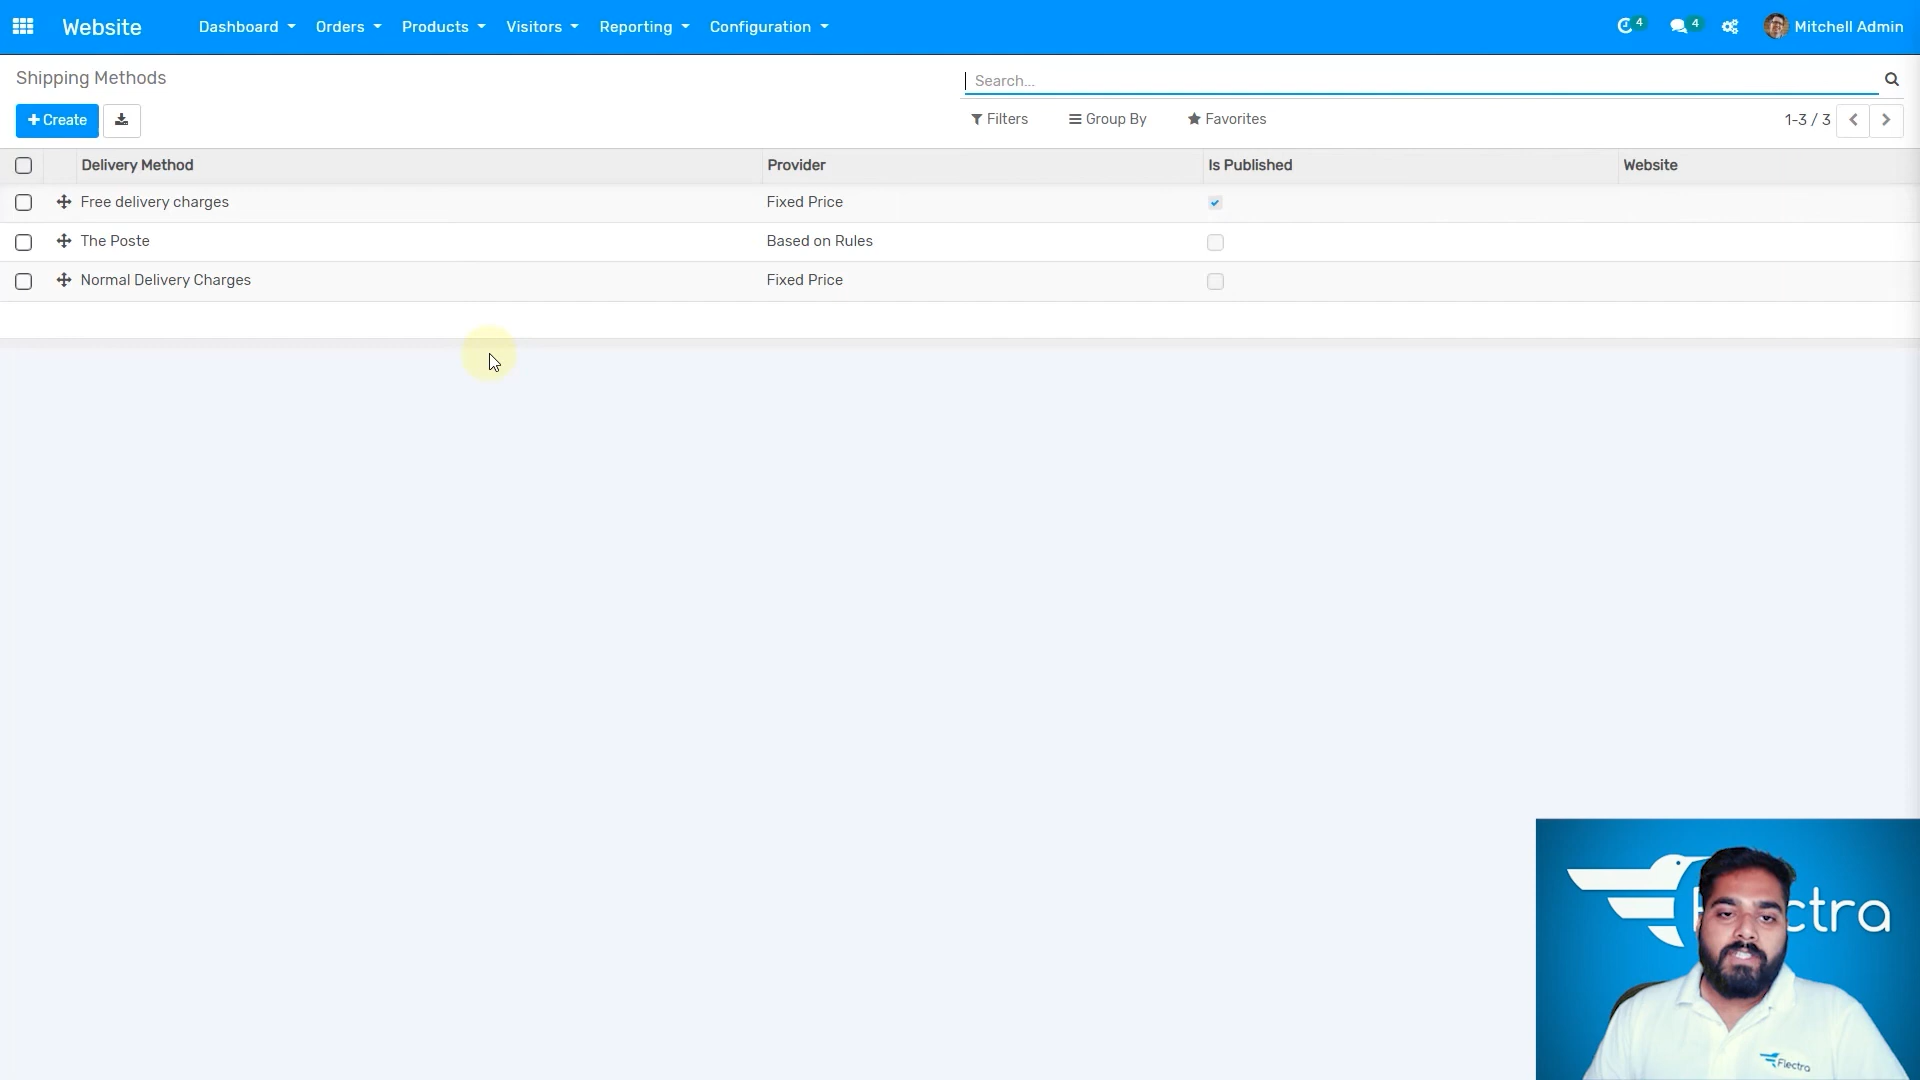 Website Dashboard Orders Products Visitors Reporting Configuration 4 4 Mitchell Admin
Shipping Methods
Search...
Create Filters Group By Favorites 1-3 / 3
Delivery Method Provider Is Published Website
Free delivery charges Fixed Price
The Poste Based on Rules
Normal Delivery Charges Fixed Price
ctra
Flectra